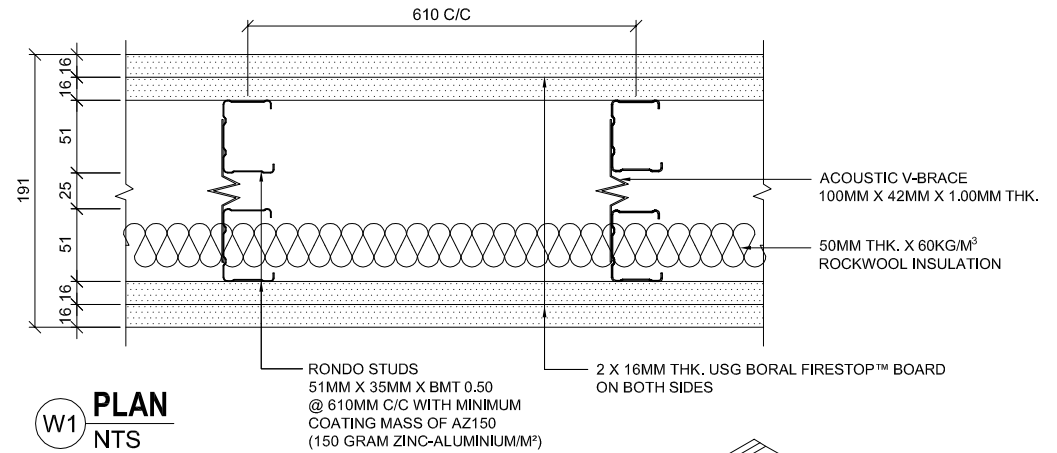 610 C/C
16
16
51
25
51
16
16
191
ACOUSTIC V-BRACE
100MM X 42MM X 1.00MM THK.
50MM THK. X 60KG/M³
ROCKWOOL INSULATION
RONDO STUDS
51MM X 35MM X BMT 0.50
@ 610MM C/C WITH MINIMUM
COATING MASS OF AZ150
(150 GRAM ZINC-ALUMINIUM/M²)
2 X 16MM THK. USG BORAL FIRESTOP™ BOARD
ON BOTH SIDES
W1 PLAN
NTS